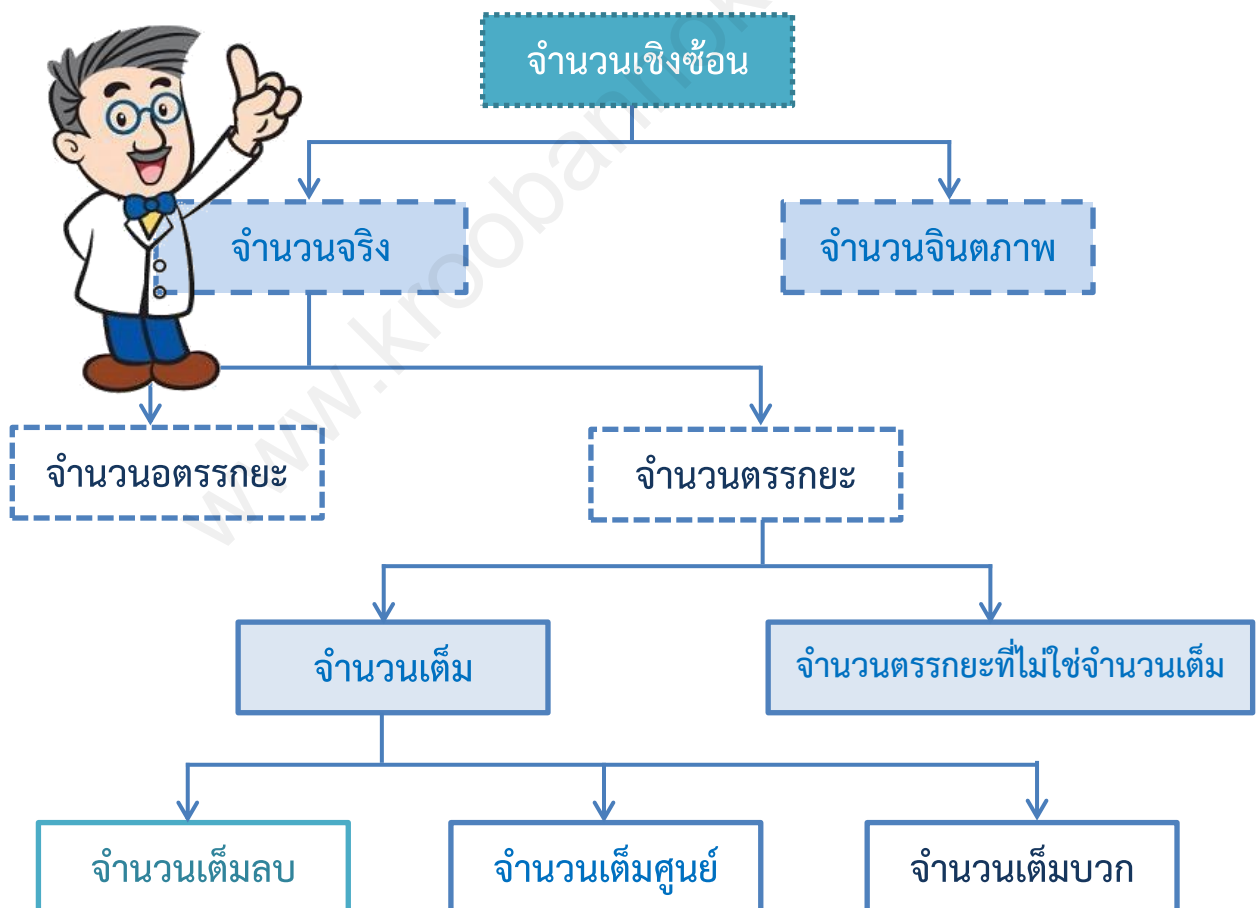 จำนวนเชิงซ้อน
จำนวนจริง
จำนวนจินตภาพ
จำนวนอตรรกยะ
จำนวนตรรกยะ
จำนวนเต็ม
จำนวนตรรกยะที่ไม่ใช่จำนวนเต็ม
จำนวนเต็มลบ
จำนวนเต็มศูนย์
จำนวนเต็มบวก